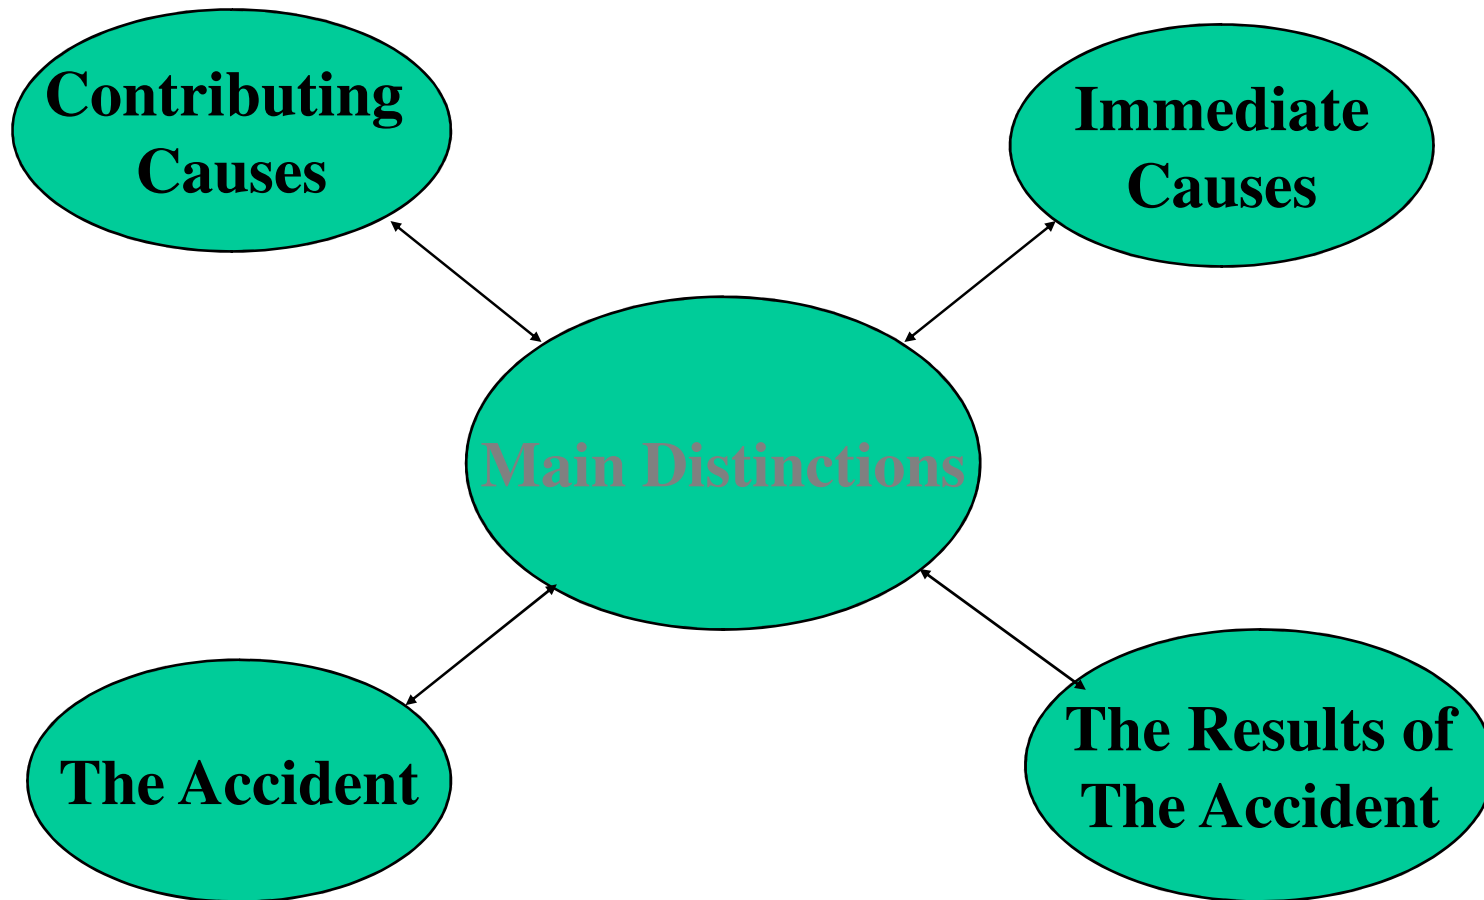 Contributing
Causes
Immediate
Causes
Main Distinctions
The Accident
The Results of
The Accident